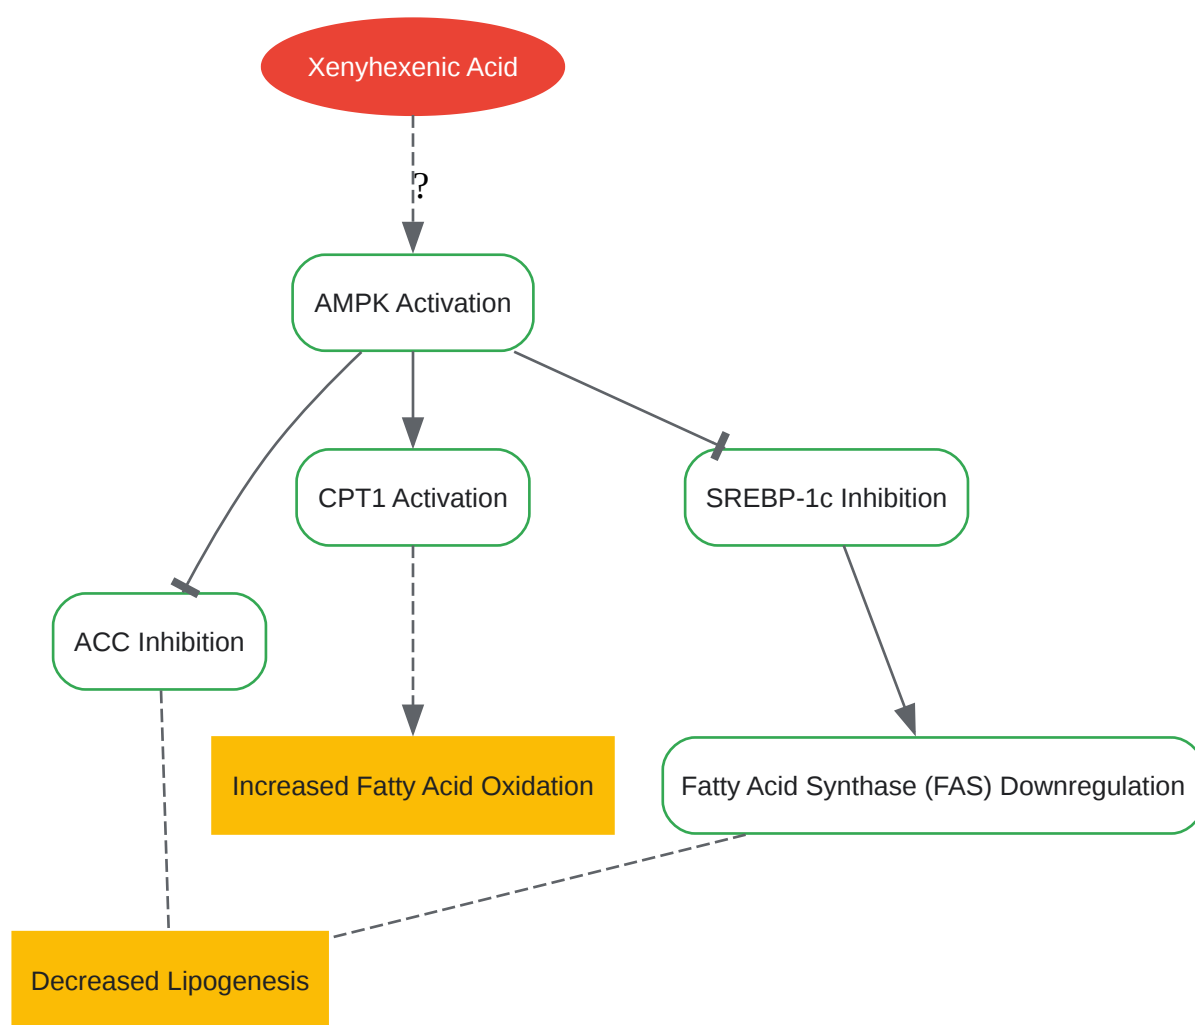 Xenyhexenic Acid
?
AMPK Activation
CPT1 Activation
SREBP-1c Inhibition
ACC Inhibition
Increased Fatty Acid Oxidation
Fatty Acid Synthase (FAS) Downregulation
Decreased Lipogenesis